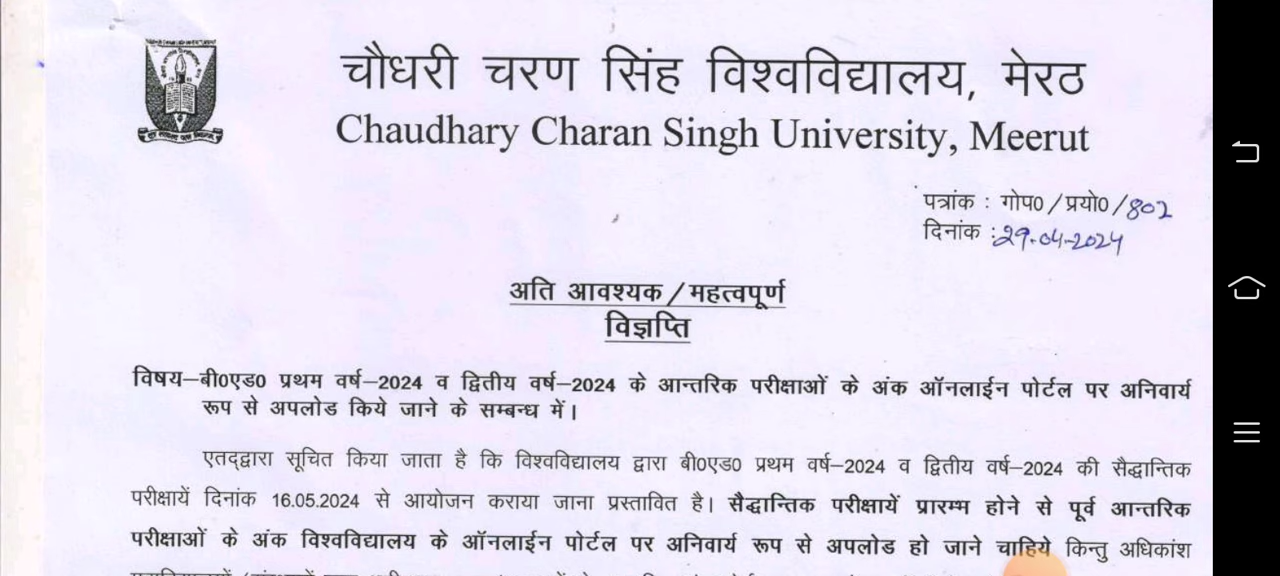 चौधरी चरण सिंह विश्वविद्यालय, मेरठ
Chaudhary Charan Singh University, Meerut
पत्रांक : गोप0/प्रयो0/802
दिनांक :29.04-2024
अति आवश्यक/महत्वपूर्ण
विज्ञप्ति
विषय–बी0एड0 प्रथम वर्ष–2024 व द्वितीय वर्ष–2024 के आन्तरिक परीक्षाओं के अंक ऑनलाईन पोर्टल पर अनिवार्य
रूप से अपलोड किये जाने के सम्बन्ध में।
एतद्द्वारा सूचित किया जाता है कि विश्वविद्यालय द्वारा बी0एड0 प्रथम वर्ष–2024 व द्वितीय वर्ष–2024 की सैद्धान्तिक
परीक्षायें दिनांक 16.05.2024 से आयोजन कराया जाना प्रस्तावित है। सैद्धान्तिक परीक्षायें प्रारम्भ होने से पूर्व आन्तरिक
परीक्षाओं के अंक विश्वविद्यालय के ऑनलाईन पोर्टल पर अनिवार्य रूप से अपलोड हो जाने चाहिये किन्तु अधिकांश